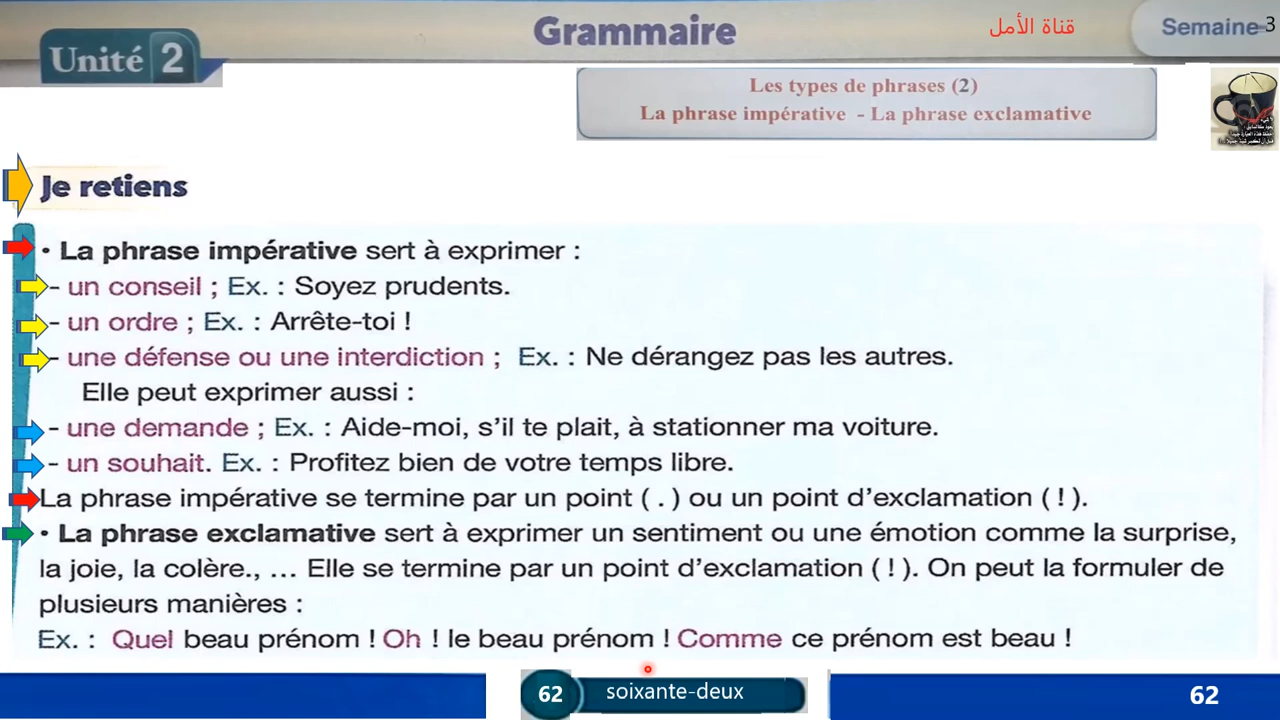 Grammaire
قناة الأمل
Semaine 3
Unité 2
Les types de phrases (2)
La phrase impérative - La phrase exclamative
Je retiens
• La phrase impérative sert à exprimer :
- un conseil ; Ex. : Soyez prudents.
- un ordre ; Ex. : Arrête-toi !
- une défense ou une interdiction ; Ex. : Ne dérangez pas les autres.
Elle peut exprimer aussi :
- une demande ; Ex. : Aide-moi, s'il te plait, à stationner ma voiture.
- un souhait. Ex. : Profitez bien de votre temps libre.
La phrase impérative se termine par un point ( . ) ou un point d'exclamation ( ! ).
• La phrase exclamative sert à exprimer un sentiment ou une émotion comme la surprise,
la joie, la colère., ... Elle se termine par un point d'exclamation ( ! ). On peut la formuler de
plusieurs manières :
Ex. : Quel beau prénom ! Oh ! le beau prénom ! Comme ce prénom est beau !
62 soixante-deux
62